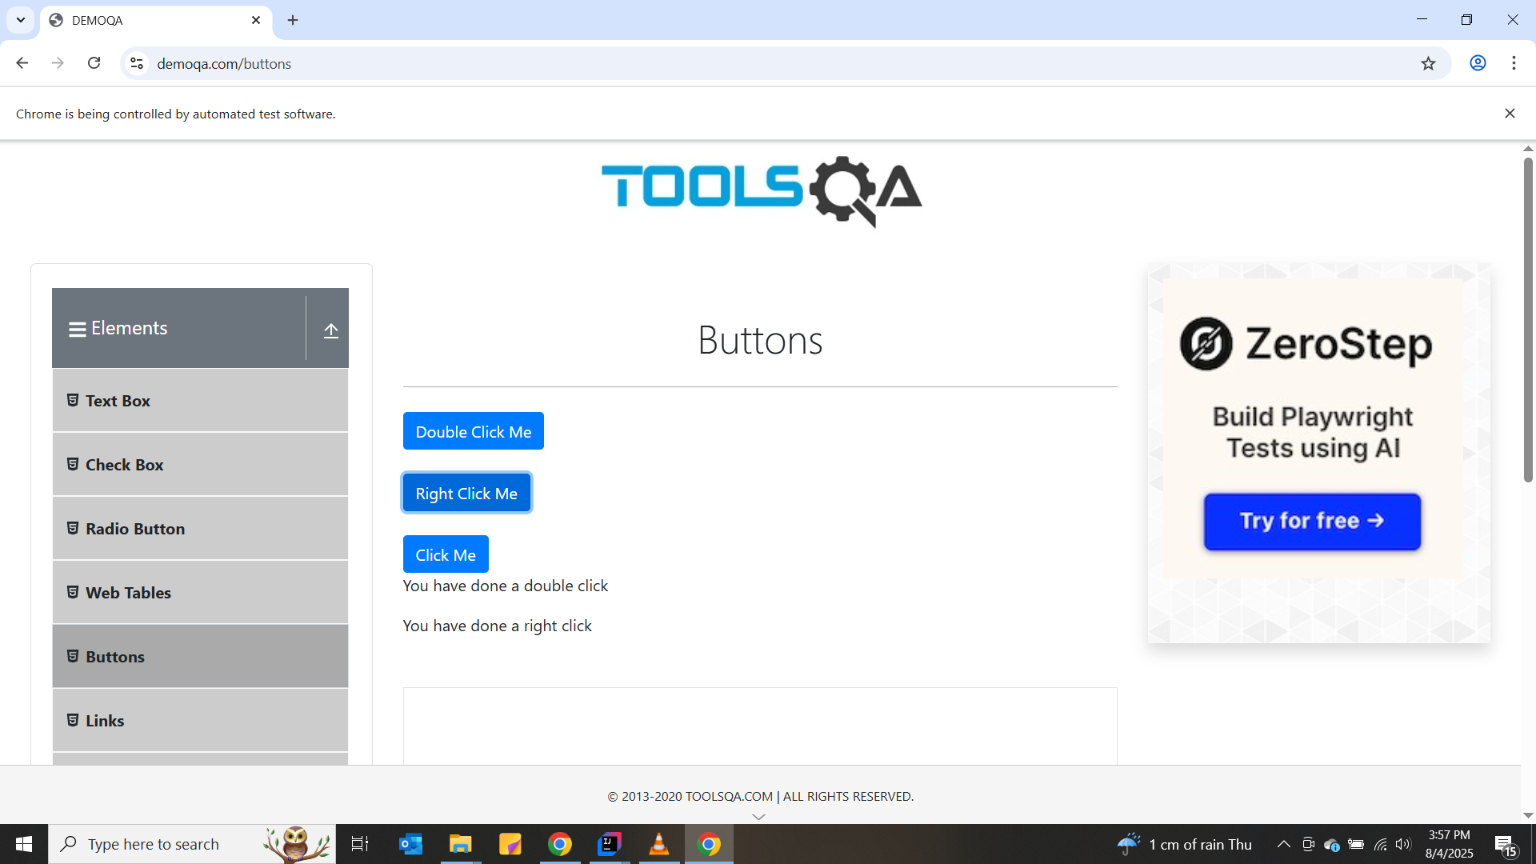 DEMOQA
demoqa.com/buttons
Chrome is being controlled by automated test software.
TOOLSQA
Elements
Text Box
Check Box
Radio Button
Web Tables
Buttons
Links
Buttons
Double Click Me
Right Click Me
Click Me
You have done a double click
You have done a right click
ZeroStep
Build Playwright
Tests using AI
Try for free →
© 2013-2020 TOOLSQA.COM | ALL RIGHTS RESERVED.
Type here to search
1 cm of rain Thu
3:57 PM
8/4/2025
15